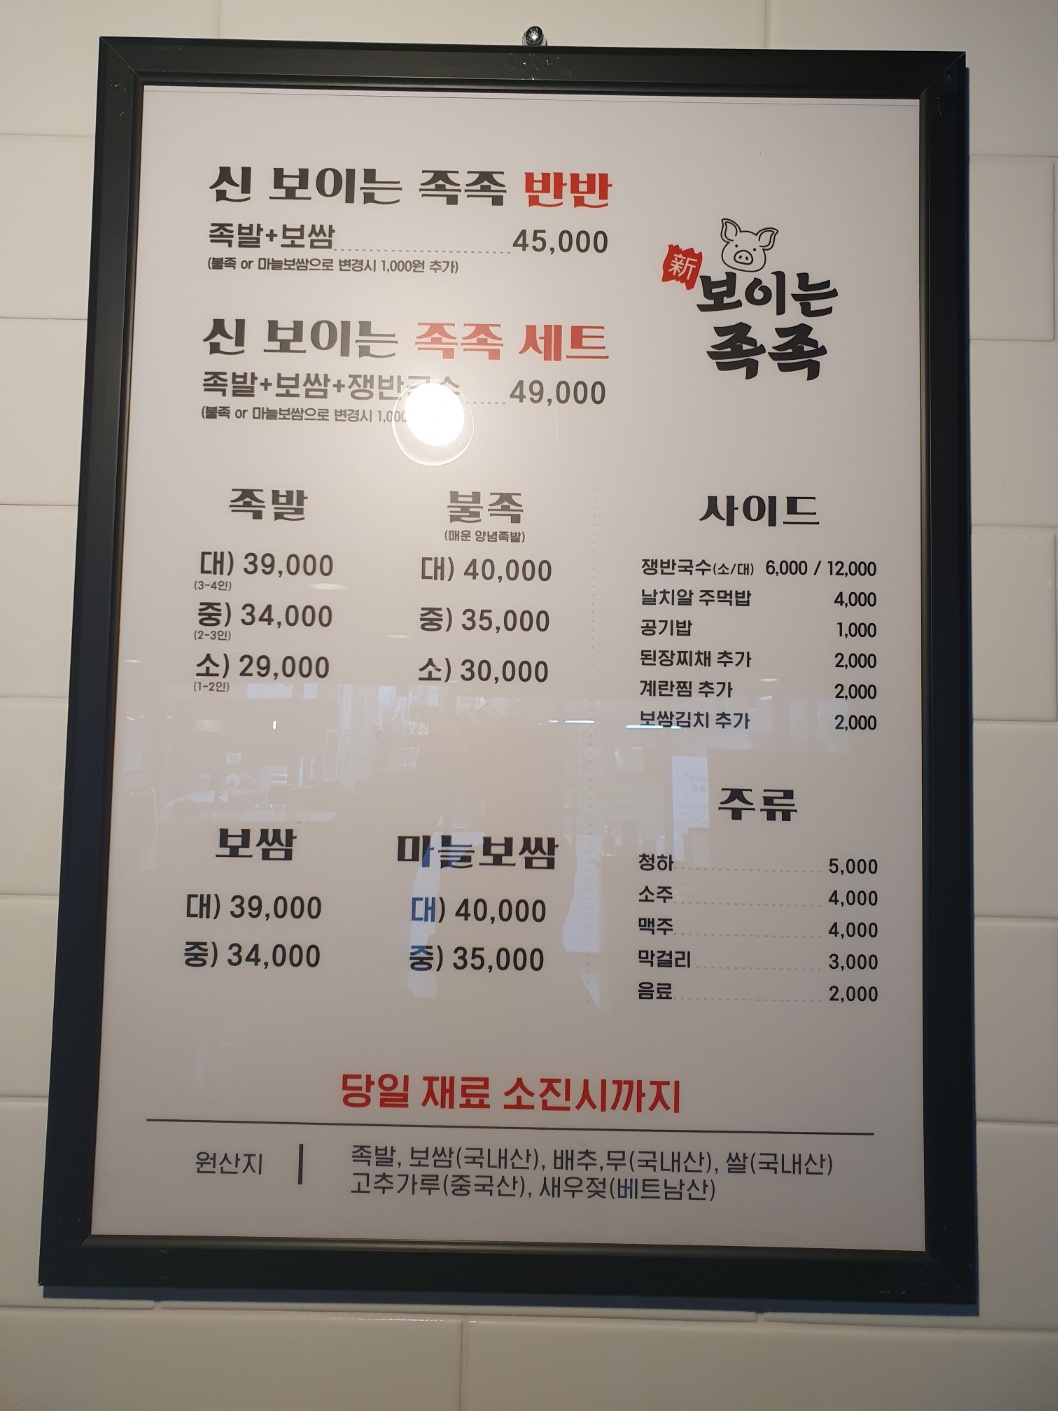 신 보이는 족족 반반
족발+보쌈 45,000
(불족 or 마늘보쌈으로 변경시 1,000원 추가)
新
보이는
족족
신 보이는 족족 세트
족발+보쌈+쟁반국수 49,000
(불족 or 마늘보쌈으로 변경시 1,000
족발
대) 39,000
(3-4인)
중) 34,000
(2-3인)
소) 29,000
(1-2인)
불족
(매운 양념족발)
대) 40,000
중) 35,000
소) 30,000
사이드
쟁반국수(소/대) 6,000 / 12,000
날치알 주먹밥 4,000
공기밥 1,000
된장찌채 추가 2,000
계란찜 추가 2,000
보쌈김치 추가 2,000
보쌈
대) 39,000
중) 34,000
마늘보쌈
대) 40,000
중) 35,000
주류
청하 5,000
소주 4,000
맥주 4,000
막걸리 3,000
음료 2,000
당일 재료 소진시까지
원산지
족발, 보쌈(국내산), 배추,무(국내산), 쌀(국내산)
고추가루(중국산), 새우젖(베트남산)